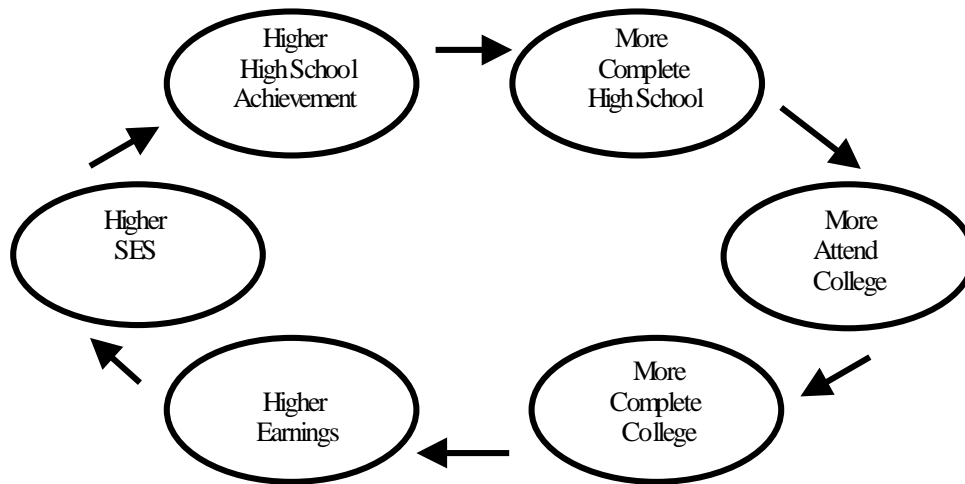 Higher
High School
Achievement
More
Complete
High School
Higher
SES
More
Attend
College
Higher
Earnings
More
Complete
College